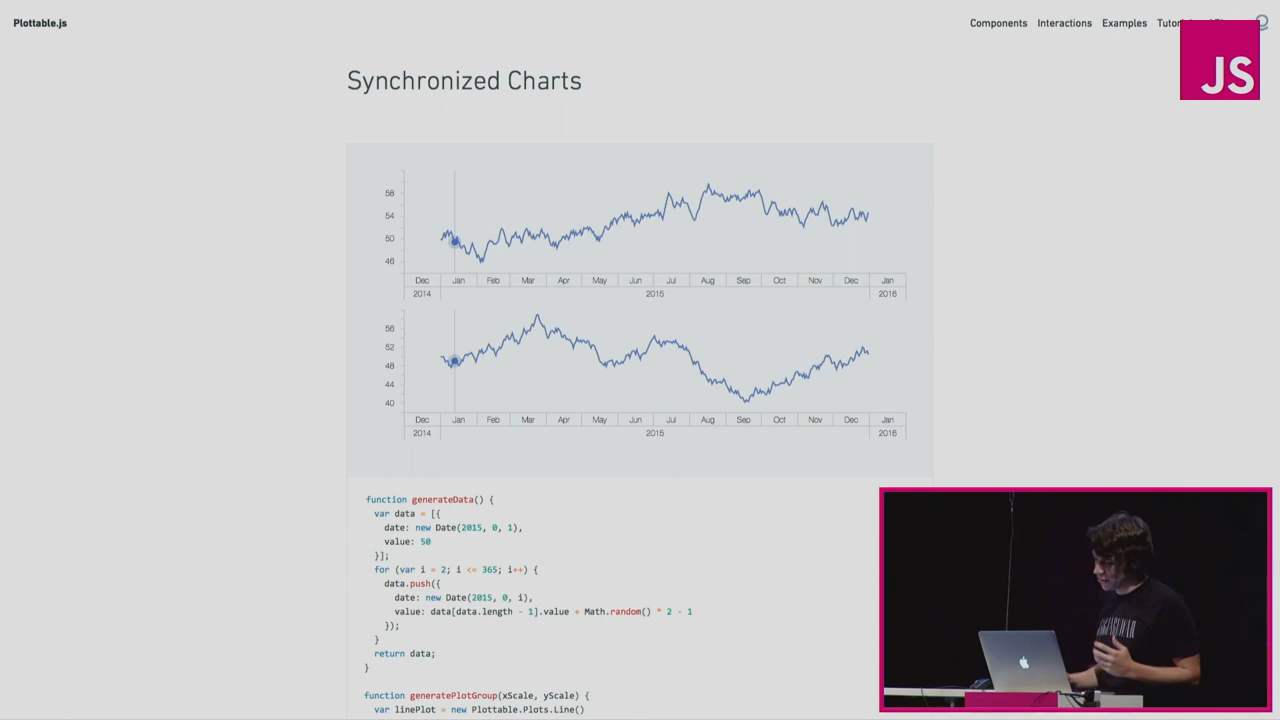 Plottable.js
Components Interactions Examples
JS
Synchronized Charts
58
54
50
46
Dec Jan Feb Mar Apr May Jun Jul Aug Sep Oct Nov Dec Jan
2014 2015 2016
56
52
48
44
40
Dec Jan Feb Mar Apr May Jun Jul Aug Sep Oct Nov Dec Jan
2014 2015 2016
function generateData() {
var data = [{
date: new Date(2015, 0, 1),
value: 50
}];
for (var i = 2; i <= 365; i++) {
data.push({
date: new Date(2015, 0, i),
value: data[data.length - 1].value + Math.random() * 2 - 1
});
}
return data;
}
function generatePlotGroup(xScale, yScale) {
var linePlot = new Plottable.Plots.Line()